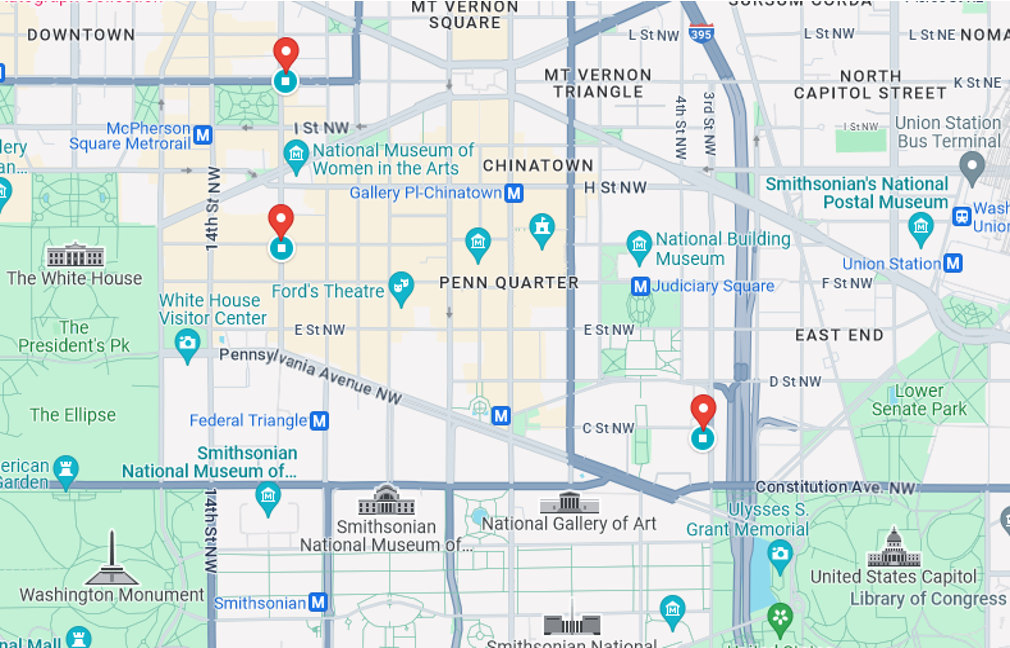 DOWNTOWN
MT VERNON
SQUARE
L St NW
395
L St NW
L St NE
NOMA
MT VERNON
TRIANGLE
NORTH
CAPITOL STREET
K St NE
4th St NW
3rd St NW
I St NW
I St NW
McPherson
Square Metrorail
M
National Museum of
Women in the Arts
CHINATOWN
Gallery Pl-Chinatown
M
H St NW
Union Station
Bus Terminal
Smithsonian's National
Postal Museum
14th St NW
The White House
National Building
Museum
Union Station
M
M
Judiciary Square
F St NW
Ford's Theatre
PENN QUARTER
White House
Visitor Center
E St NW
E St NW
EAST END
The
President's Pk
Pennsylvania Avenue NW
D St NW
Lower
Senate Park
The Ellipse
Federal Triangle
M
M
C St NW
Smithsonian
National Museum of...
Garden
Constitution Ave. NW
14th St NW
Smithsonian
National Museum of...
National Gallery of Art
Ulysses S.
Grant Memorial
Washington Monument
United States Capitol
Library of Congress
Smithsonian
M
Smithsonian National